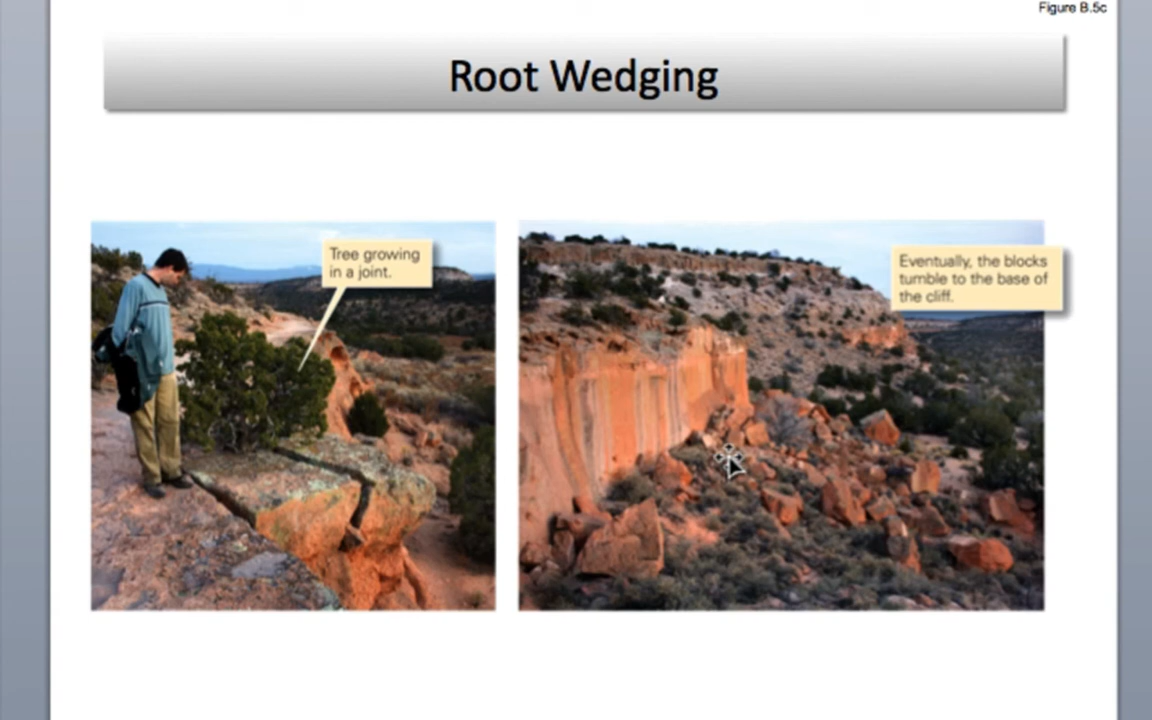 Figure B.5c
Root Wedging
Tree growing
in a joint.
Eventually, the blocks
tumble to the base of
the cliff.